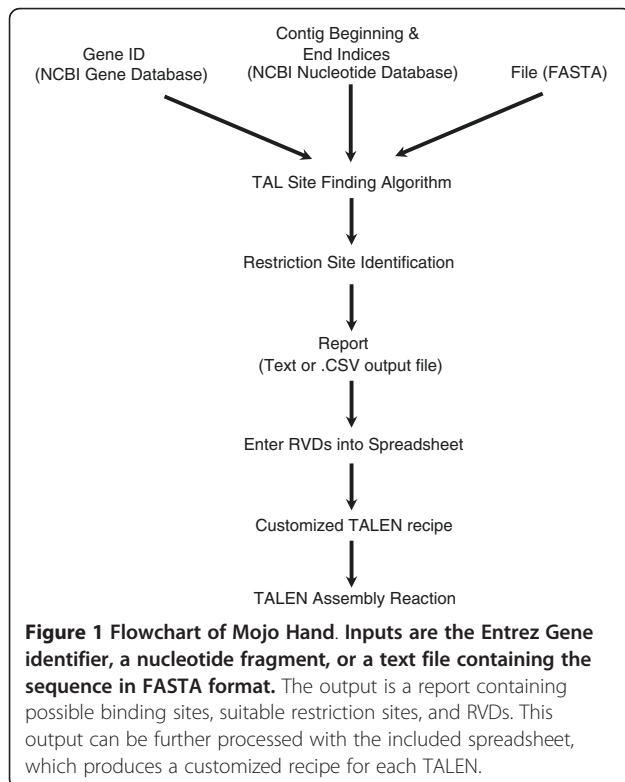 Gene ID
(NCBI Gene Database)
Contig Beginning &
End Indices
(NCBI Nucleotide Database)
File (FASTA)
TAL Site Finding Algorithm
Restriction Site Identification
Report
(Text or .CSV output file)
Enter RVDs into Spreadsheet
Customized TALEN recipe
TALEN Assembly Reaction
Figure 1 Flowchart of Mojo Hand. Inputs are the Entrez Gene
identifier, a nucleotide fragment, or a text file containing the
sequence in FASTA format. The output is a report containing
possible binding sites, suitable restriction sites, and RVDs. This
output can be further processed with the included spreadsheet,
which produces a customized recipe for each TALEN.